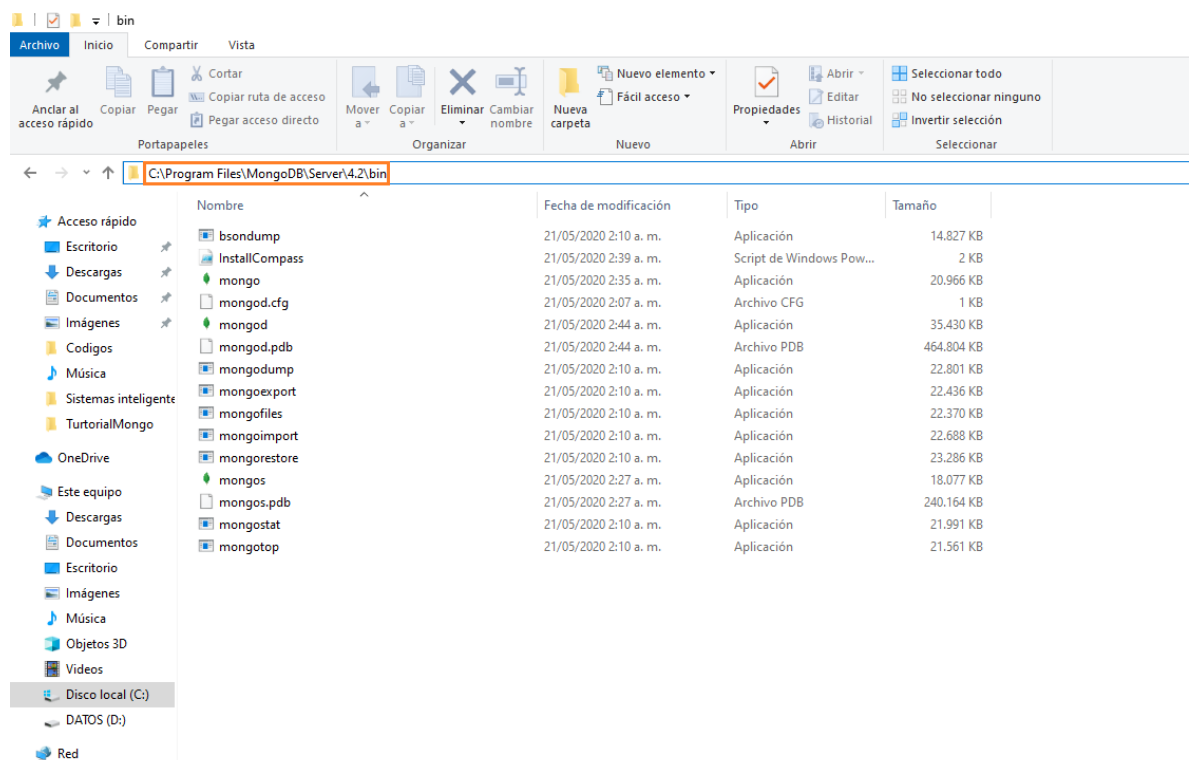 bin
Archivo Inicio Compartir Vista
Anclar al acceso rápido
Copiar
Pegar
Cortar
Copiar ruta de acceso
Pegar acceso directo
Portapapeles
Mover a
Copiar a
Eliminar
Cambiar nombre
Organizar
Nueva carpeta
Nuevo elemento
Fácil acceso
Nuevo
Propiedades
Abrir
Editar
Historial
Abrir
Seleccionar todo
No seleccionar ninguno
Invertir selección
Seleccionar
C:\Program Files\MongoDB\Server\4.2\bin
Acceso rápido
Escritorio
Descargas
Documentos
Imágenes
Codigos
Música
Sistemas inteligente
TurtorialMongo
OneDrive
Este equipo
Descargas
Documentos
Escritorio
Imágenes
Música
Objetos 3D
Videos
Disco local (C:)
DATOS (D:)
Red
Nombre Fecha de modificación Tipo Tamaño
bsondump 21/05/2020 2:10 a. m. Aplicación 14.827 KB
InstallCompass 21/05/2020 2:39 a. m. Script de Windows Pow... 2 KB
mongo 21/05/2020 2:35 a. m. Aplicación 20.966 KB
mongod.cfg 21/05/2020 2:07 a. m. Archivo CFG 1 KB
mongod 21/05/2020 2:44 a. m. Aplicación 35.430 KB
mongod.pdb 21/05/2020 2:44 a. m. Archivo PDB 464.804 KB
mongodump 21/05/2020 2:10 a. m. Aplicación 22.801 KB
mongoexport 21/05/2020 2:10 a. m. Aplicación 22.436 KB
mongofiles 21/05/2020 2:10 a. m. Aplicación 22.370 KB
mongoimport 21/05/2020 2:10 a. m. Aplicación 22.688 KB
mongorestore 21/05/2020 2:10 a. m. Aplicación 23.286 KB
mongos 21/05/2020 2:27 a. m. Aplicación 18.077 KB
mongos.pdb 21/05/2020 2:27 a. m. Archivo PDB 240.164 KB
mongostat 21/05/2020 2:10 a. m. Aplicación 21.991 KB
mongotop 21/05/2020 2:10 a. m. Aplicación 21.561 KB